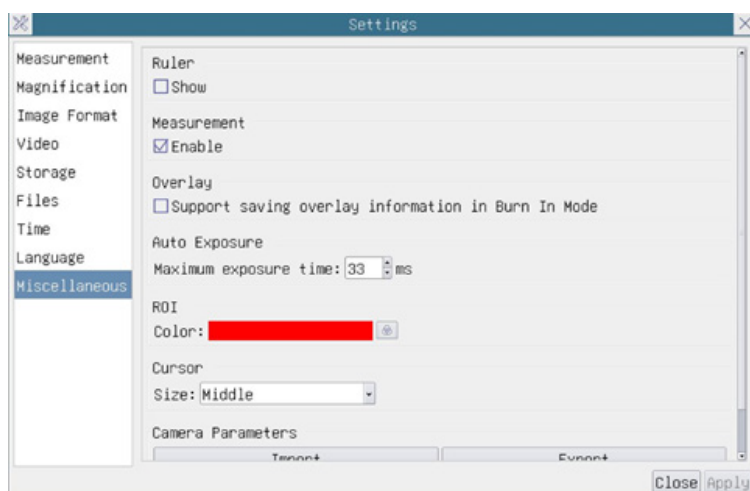 Settings
Measurement
Magnification
Image Format
Video
Storage
Files
Time
Language
Miscellaneous
Ruler
Show
Measurement
Enable
Overlay
Support saving overlay information in Burn In Mode
Auto Exposure
Maximum exposure time: 33 ms
ROI
Color:
Cursor
Size: Middle
Camera Parameters
Import Export
Close Apply